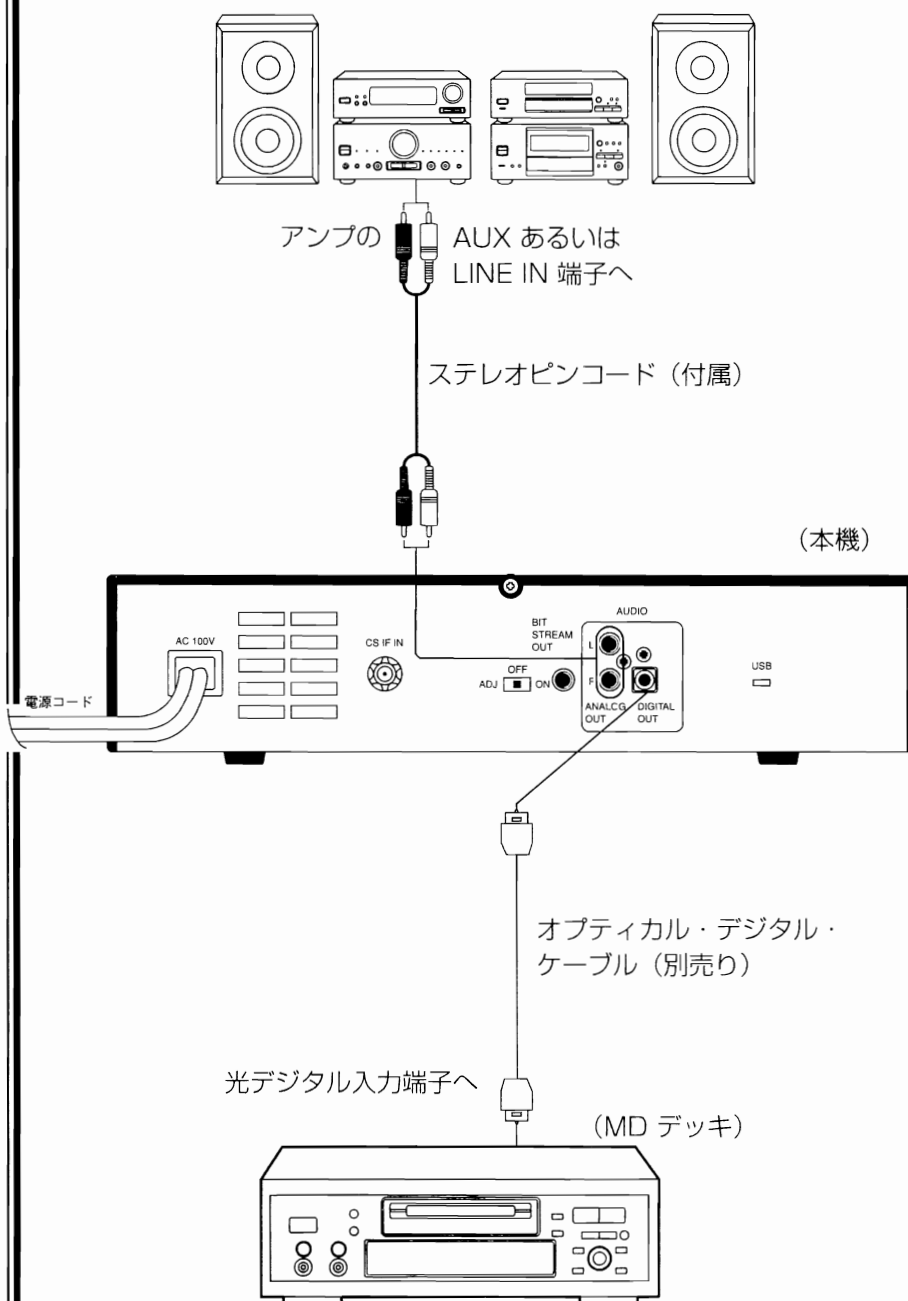 アンプの
AUX あるいは
LINE IN 端子へ
ステレオピンコード（付属）
（本機）
AC 100V
CS IF IN
BIT
STREAM
OUT
OFF
ADJ
ON
AUDIO
L
R
ANALCG
OUT
DIGITAL
OUT
USB
電源コード
オプティカル・デジタル・
ケーブル（別売り）
光デジタル入力端子へ
（MD デッキ）